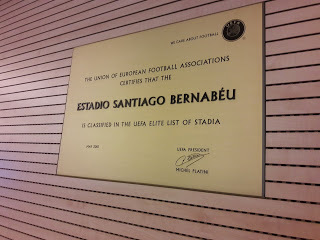 WE CARE ABOUT FOOTBALL
UEFA
THE UNION OF EUROPEAN FOOTBALL ASSOCIATIONS
CERTIFIES THAT THE
ESTADIO SANTIAGO BERNABÉU
IS CLASSIFIED IN THE UEFA ELITE LIST OF STADIA
UEFA PRESIDENT
MICHEL PLATINI